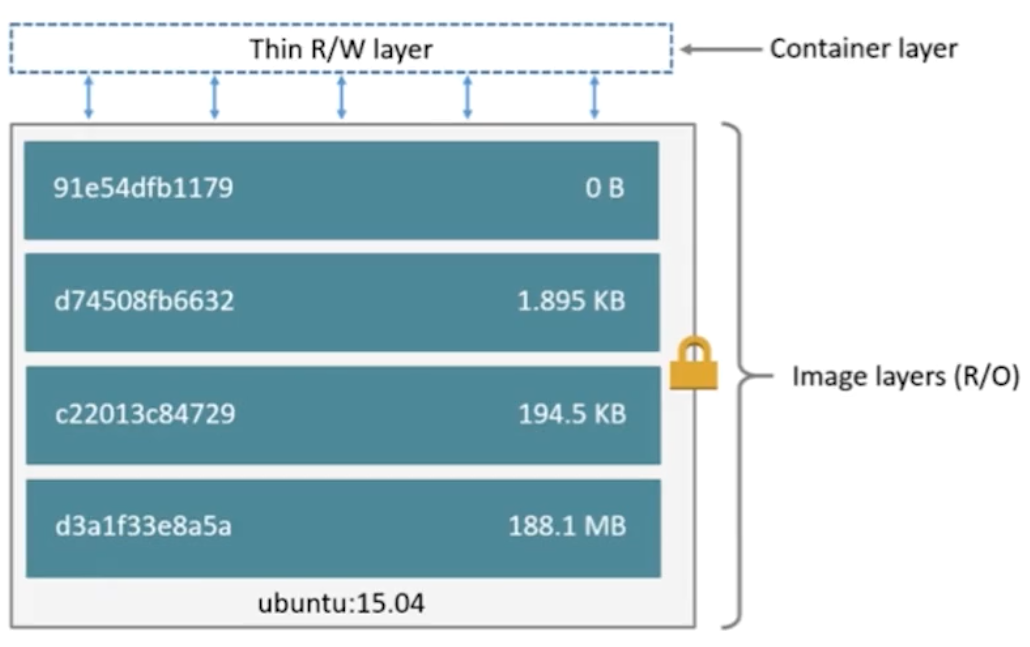 Thin R/W layer
Container layer
91e54dfb1179 0 B
d74508fb6632 1.895 KB
c22013c84729 194.5 KB
d3a1f33e8a5a 188.1 MB
Image layers (R/O)
ubuntu:15.04